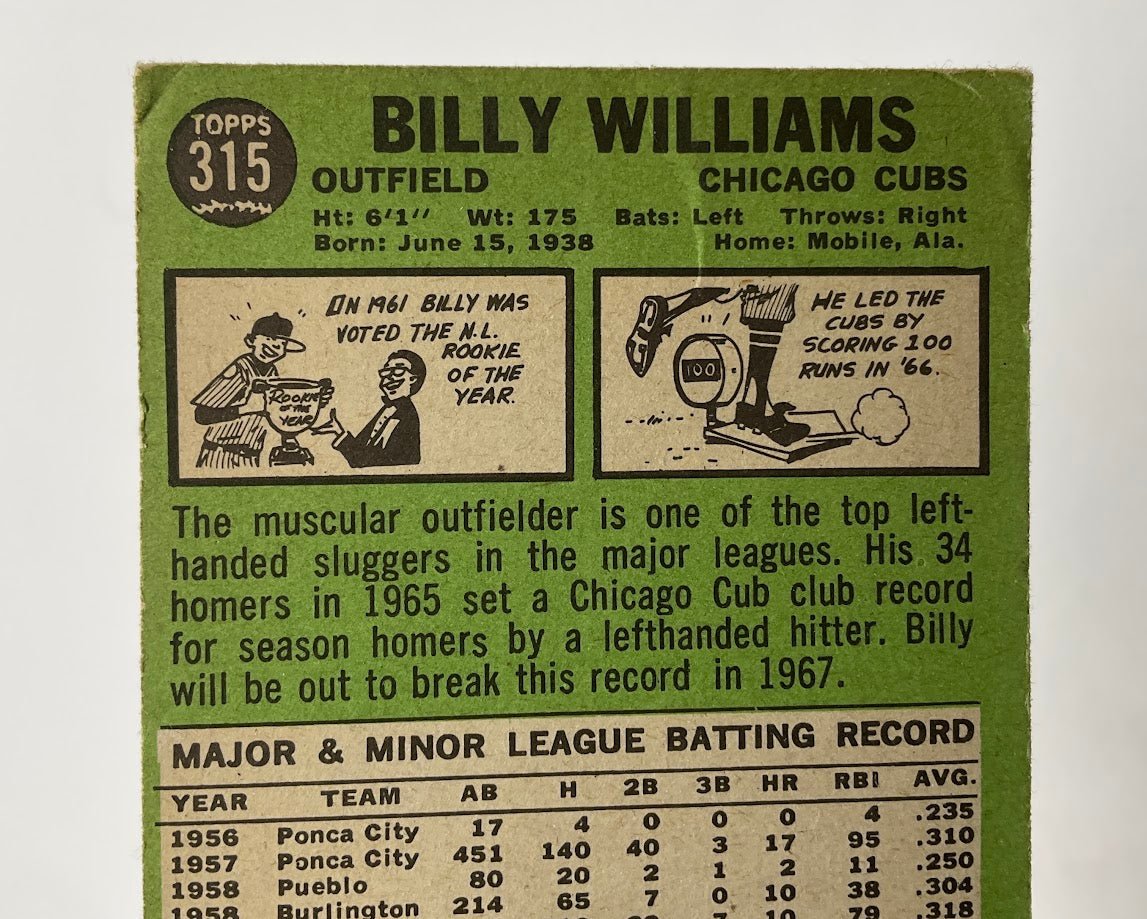 TOPPS
315
BILLY WILLIAMS
OUTFIELD CHICAGO CUBS
Ht: 6'1" Wt: 175 Bats: Left Throws: Right
Born: June 15, 1938 Home: Mobile, Ala.
IN 1961 BILLY WAS
VOTED THE N.L.
ROOKIE
OF THE
YEAR.
ROOKIE
OF THE
YEAR
HE LED THE
CUBS BY
SCORING 100
RUNS IN '66.
100
The muscular outfielder is one of the top left-
handed sluggers in the major leagues. His 34
homers in 1965 set a Chicago Cub club record
for season homers by a lefthanded hitter. Billy
will be out to break this record in 1967.
MAJOR & MINOR LEAGUE BATTING RECORD
YEAR TEAM AB H 2B 3B HR RBI AVG.
1956 Ponca City 17 4 0 0 0 4 .235
1957 Ponca City 451 140 40 3 17 95 .310
1958 Pueblo 80 20 2 1 2 11 .250
1958 Burlington 214 65 7 0 10 38 .304
10 79 .318